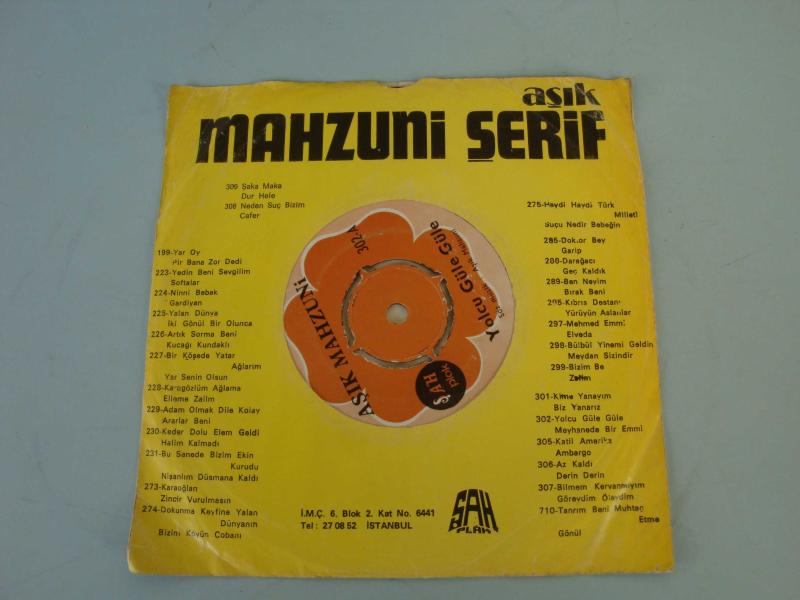 aşık
MAHZUNİ ŞERİF
309 Şaka Maka
Dur Hele
308 Neden Suç Bizim
Cafer
199-Yar Oy
Pir Bana Zor Dedi
223-Yedin Beni Sevgilim
Softalar
224-Ninni Bebek
Gardiyan
225-Yalan Dünya
İki Gönül Bir Olunca
226-Artık Sorma Beni
Kucağı Kundaklı
227-Bir Köşede Yatar
Ağlarım
Yar Senin Olsun
228-Karagözlüm Ağlama
Elleme Zalim
229-Adam Olmak Dile Kolay
Ararlar Beni
230-Keder Dolu Elem Geldi
Halim Kalmadı
231-Bu Senede Bizim Ekin
Kurudu
Nişanlım Düsmana Kaldı
273-Karaoğlan
Zincir Vurulmasın
274-Dokunma Keyfine Yalan
Dünyanın
Bizini Köyün Çobanı
302-A
Yolcu Güle Güle
AŞIK MAHZUNİ
ŞAH
plak
275-Haydi Haydi Türk
Milleti
Suçu Nedir Bebeğin
285-Doktor Bey
Garip
286-Darağacı
Geç Kaldık
289-Ben Neyim
Bırak Beni
296-Kıbrıs Destanı
Yürüyün Aslanlar
297-Mehmed Emmi
Elveda
298-Bülbül Yinemi Geldin
Meydan Sizindir
299-Bizim Be
Zalim
301-Kime Yanayım
Biz Yanarız
302-Yolcu Güle Güle
Meyhanede Bir Emmi
305-Katil Amerika
Ambargo
306-Az Kaldı
Derin Derin
307-Bilmem Kervanmıyım
Görevdim Ölevdim
710-Tanrım Beni Muhtaç
Etme
Gönül
İ.M.Ç. 6. Blok 2. Kat No. 6441
Tel: 27 08 52 İSTANBUL
ŞAH
PLAK